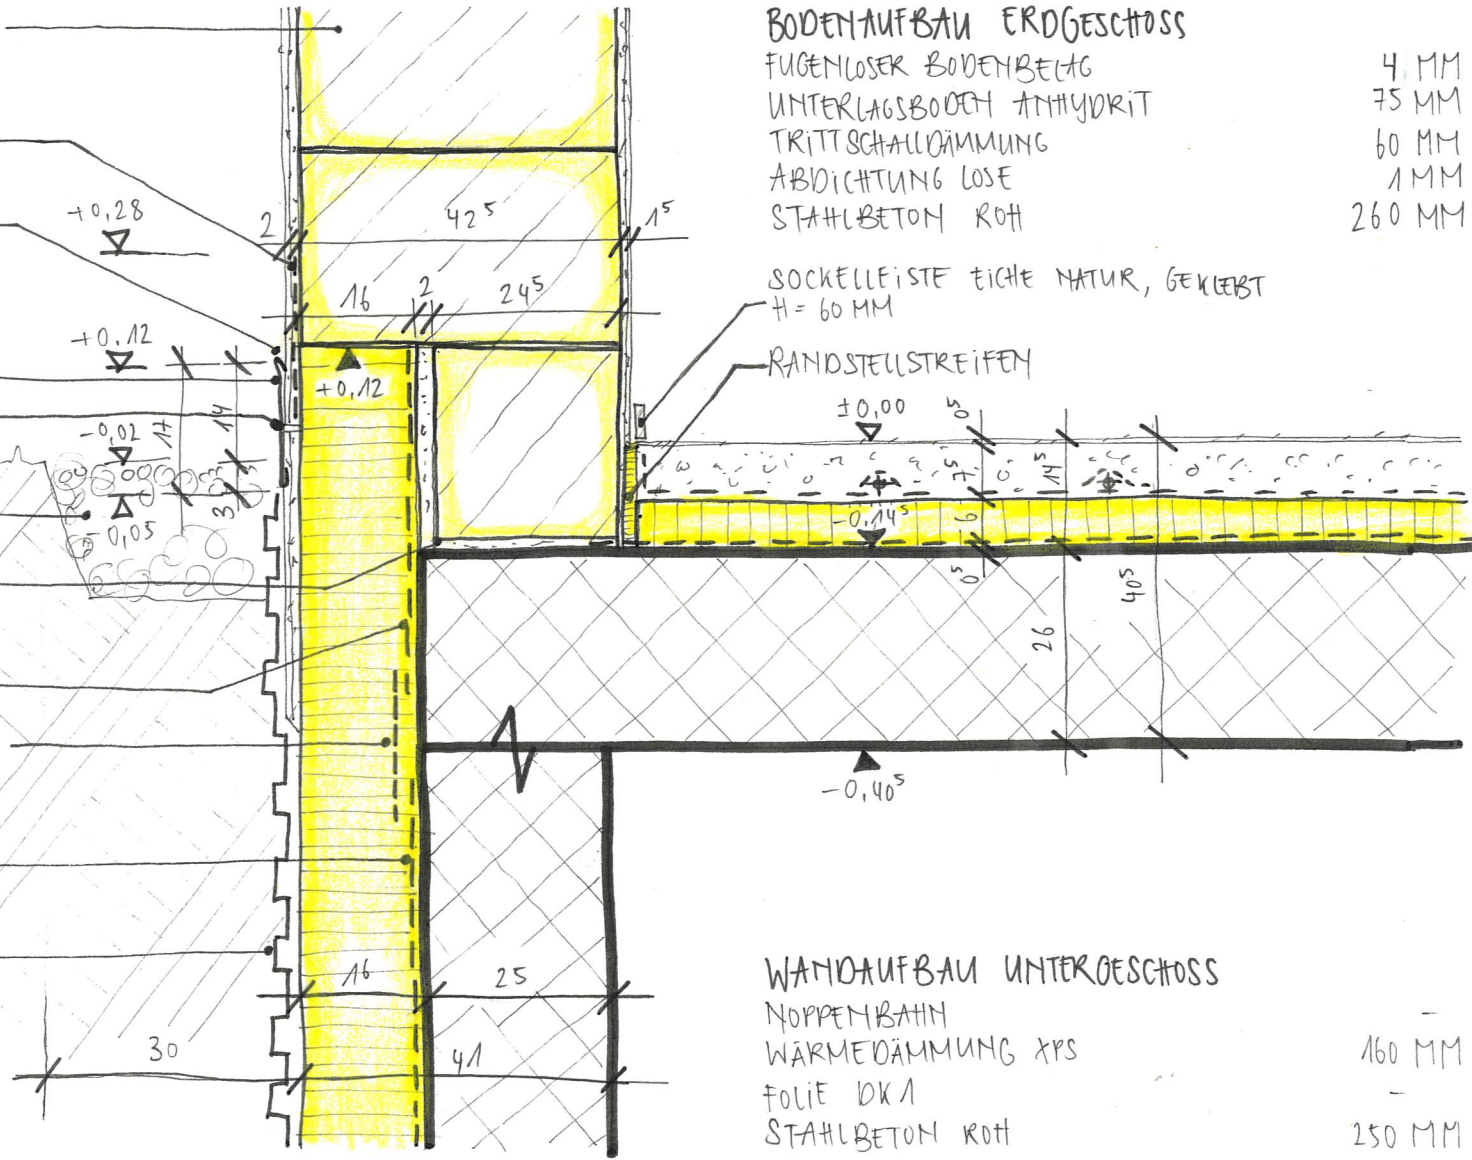 BODENAUFBAU ERDGESCHOSS
FUGENLOSER BODENBELAG 4 MM
UNTERLAGSBODEN ANHYDRIT 75 MM
TRITTSCHALLDÄMMUNG 60 MM
ABDICHTUNG LOSE 1 MM
STAHLBETON ROH 260 MM
SOCKELLEISTE EICHE NATUR, GEKLEBT
H= 60 MM
RANDSTELLSTREIFEN
+0,28
2
42⁵
1⁵
16
2
24⁵
+0,12
+0,12
-0,02
17
14
3
-0,05
±0,00
0⁵
7⁵
14⁵
-0,14⁵
6
0⁵
40⁵
26
-0,40⁵
16
25
30
41
WANDAUFBAU UNTERGESCHOSS
NOPPENBAHN -
WÄRMEDÄMMUNG XPS 160 MM
FOLIE DK1 -
STAHLBETON ROH 250 MM